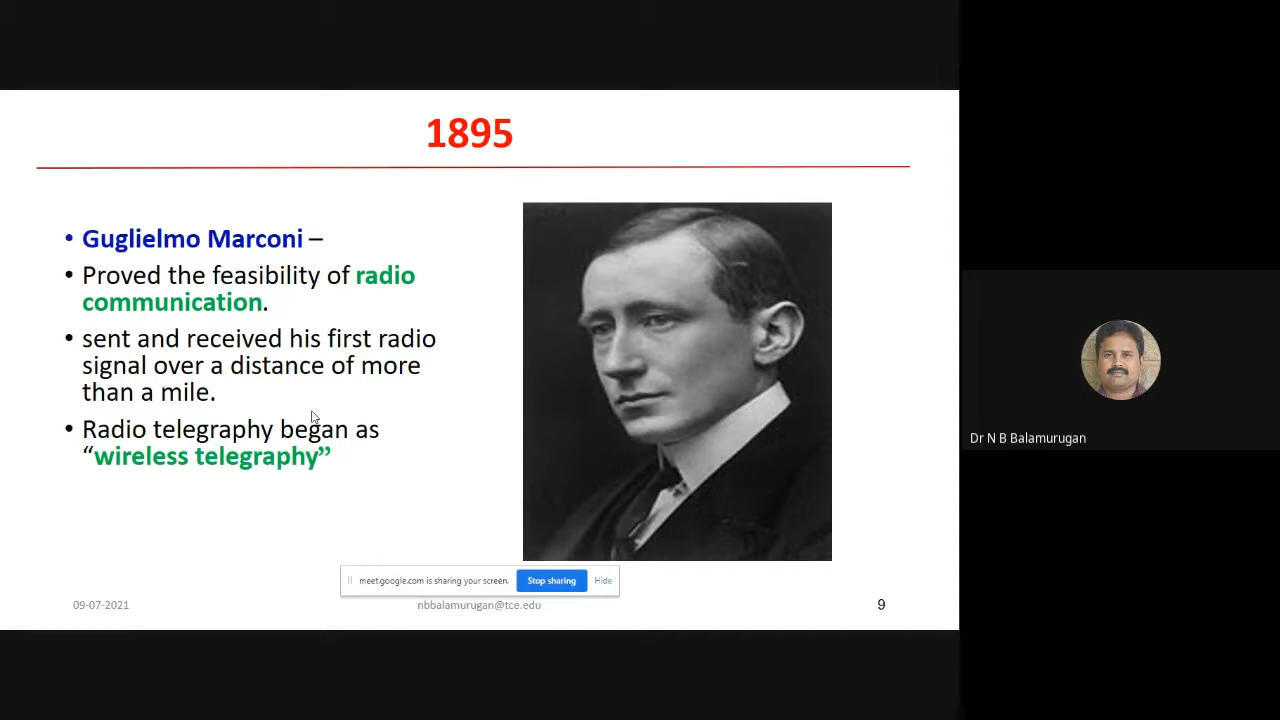 1895
• Guglielmo Marconi –
• Proved the feasibility of radio
communication.
• sent and received his first radio
signal over a distance of more
than a mile.
• Radio telegraphy began as
“wireless telegraphy”
meet.google.com is sharing your screen. Stop sharing Hide
09-07-2021 nbbalamurugan@tce.edu 9
Dr N B Balamurugan